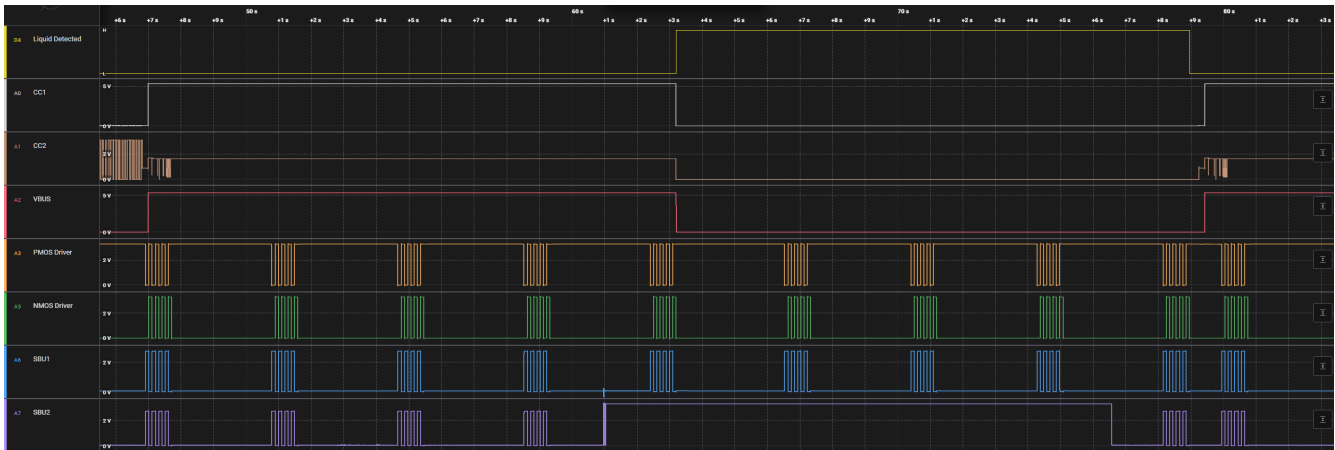 50 s 60 s 70 s 80 s
+6 s +7 s +8 s +9 s +1 s +2 s +3 s +4 s +5 s +6 s +7 s +8 s +9 s +1 s +2 s +3 s +4 s +5 s +6 s +7 s +8 s +9 s +1 s +2 s +3 s +4 s +5 s +6 s +7 s +8 s +9 s +1 s +2 s +3 s
H
D4 Liquid Detected
L
5 V
A0 CC1
0 V
A1 CC2
2 V
0 V
A2 VBUS 5 V
0 V
A3 PMOS Driver
2 V
0 V
A5 NMOS Driver
2 V
0 V
A6 SBU1 2 V
0 V
A7 SBU2
2 V
0 V